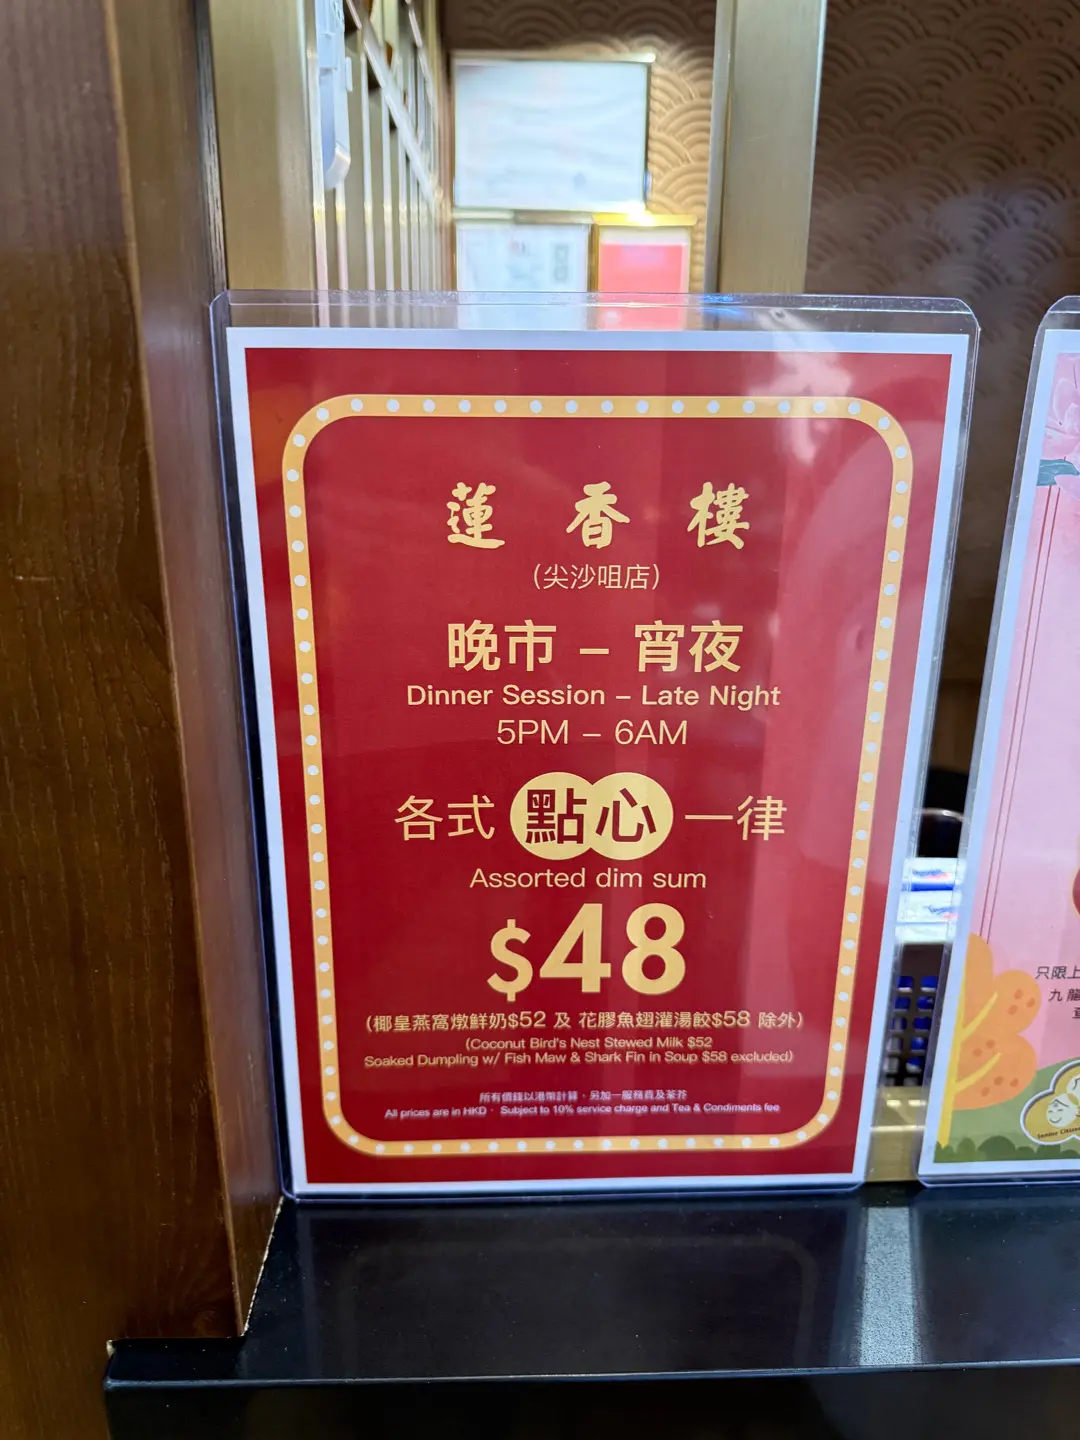 蓮香樓
(尖沙咀店)
晚市 – 宵夜
Dinner Session – Late Night
5PM – 6AM
各式 點心 一律
Assorted dim sum
$48
(椰皇燕窩燉鮮奶$52 及 花膠魚翅灌湯餃$58 除外)
(Coconut Bird's Nest Stewed Milk $52
Soaked Dumpling w/ Fish Maw & Shark Fin in Soup $58 excluded)
所有價錢以港幣計算，另加一服務費及茶芥
All prices are in HKD · Subject to 10% service charge and Tea & Condiments fee
只限上
九龍